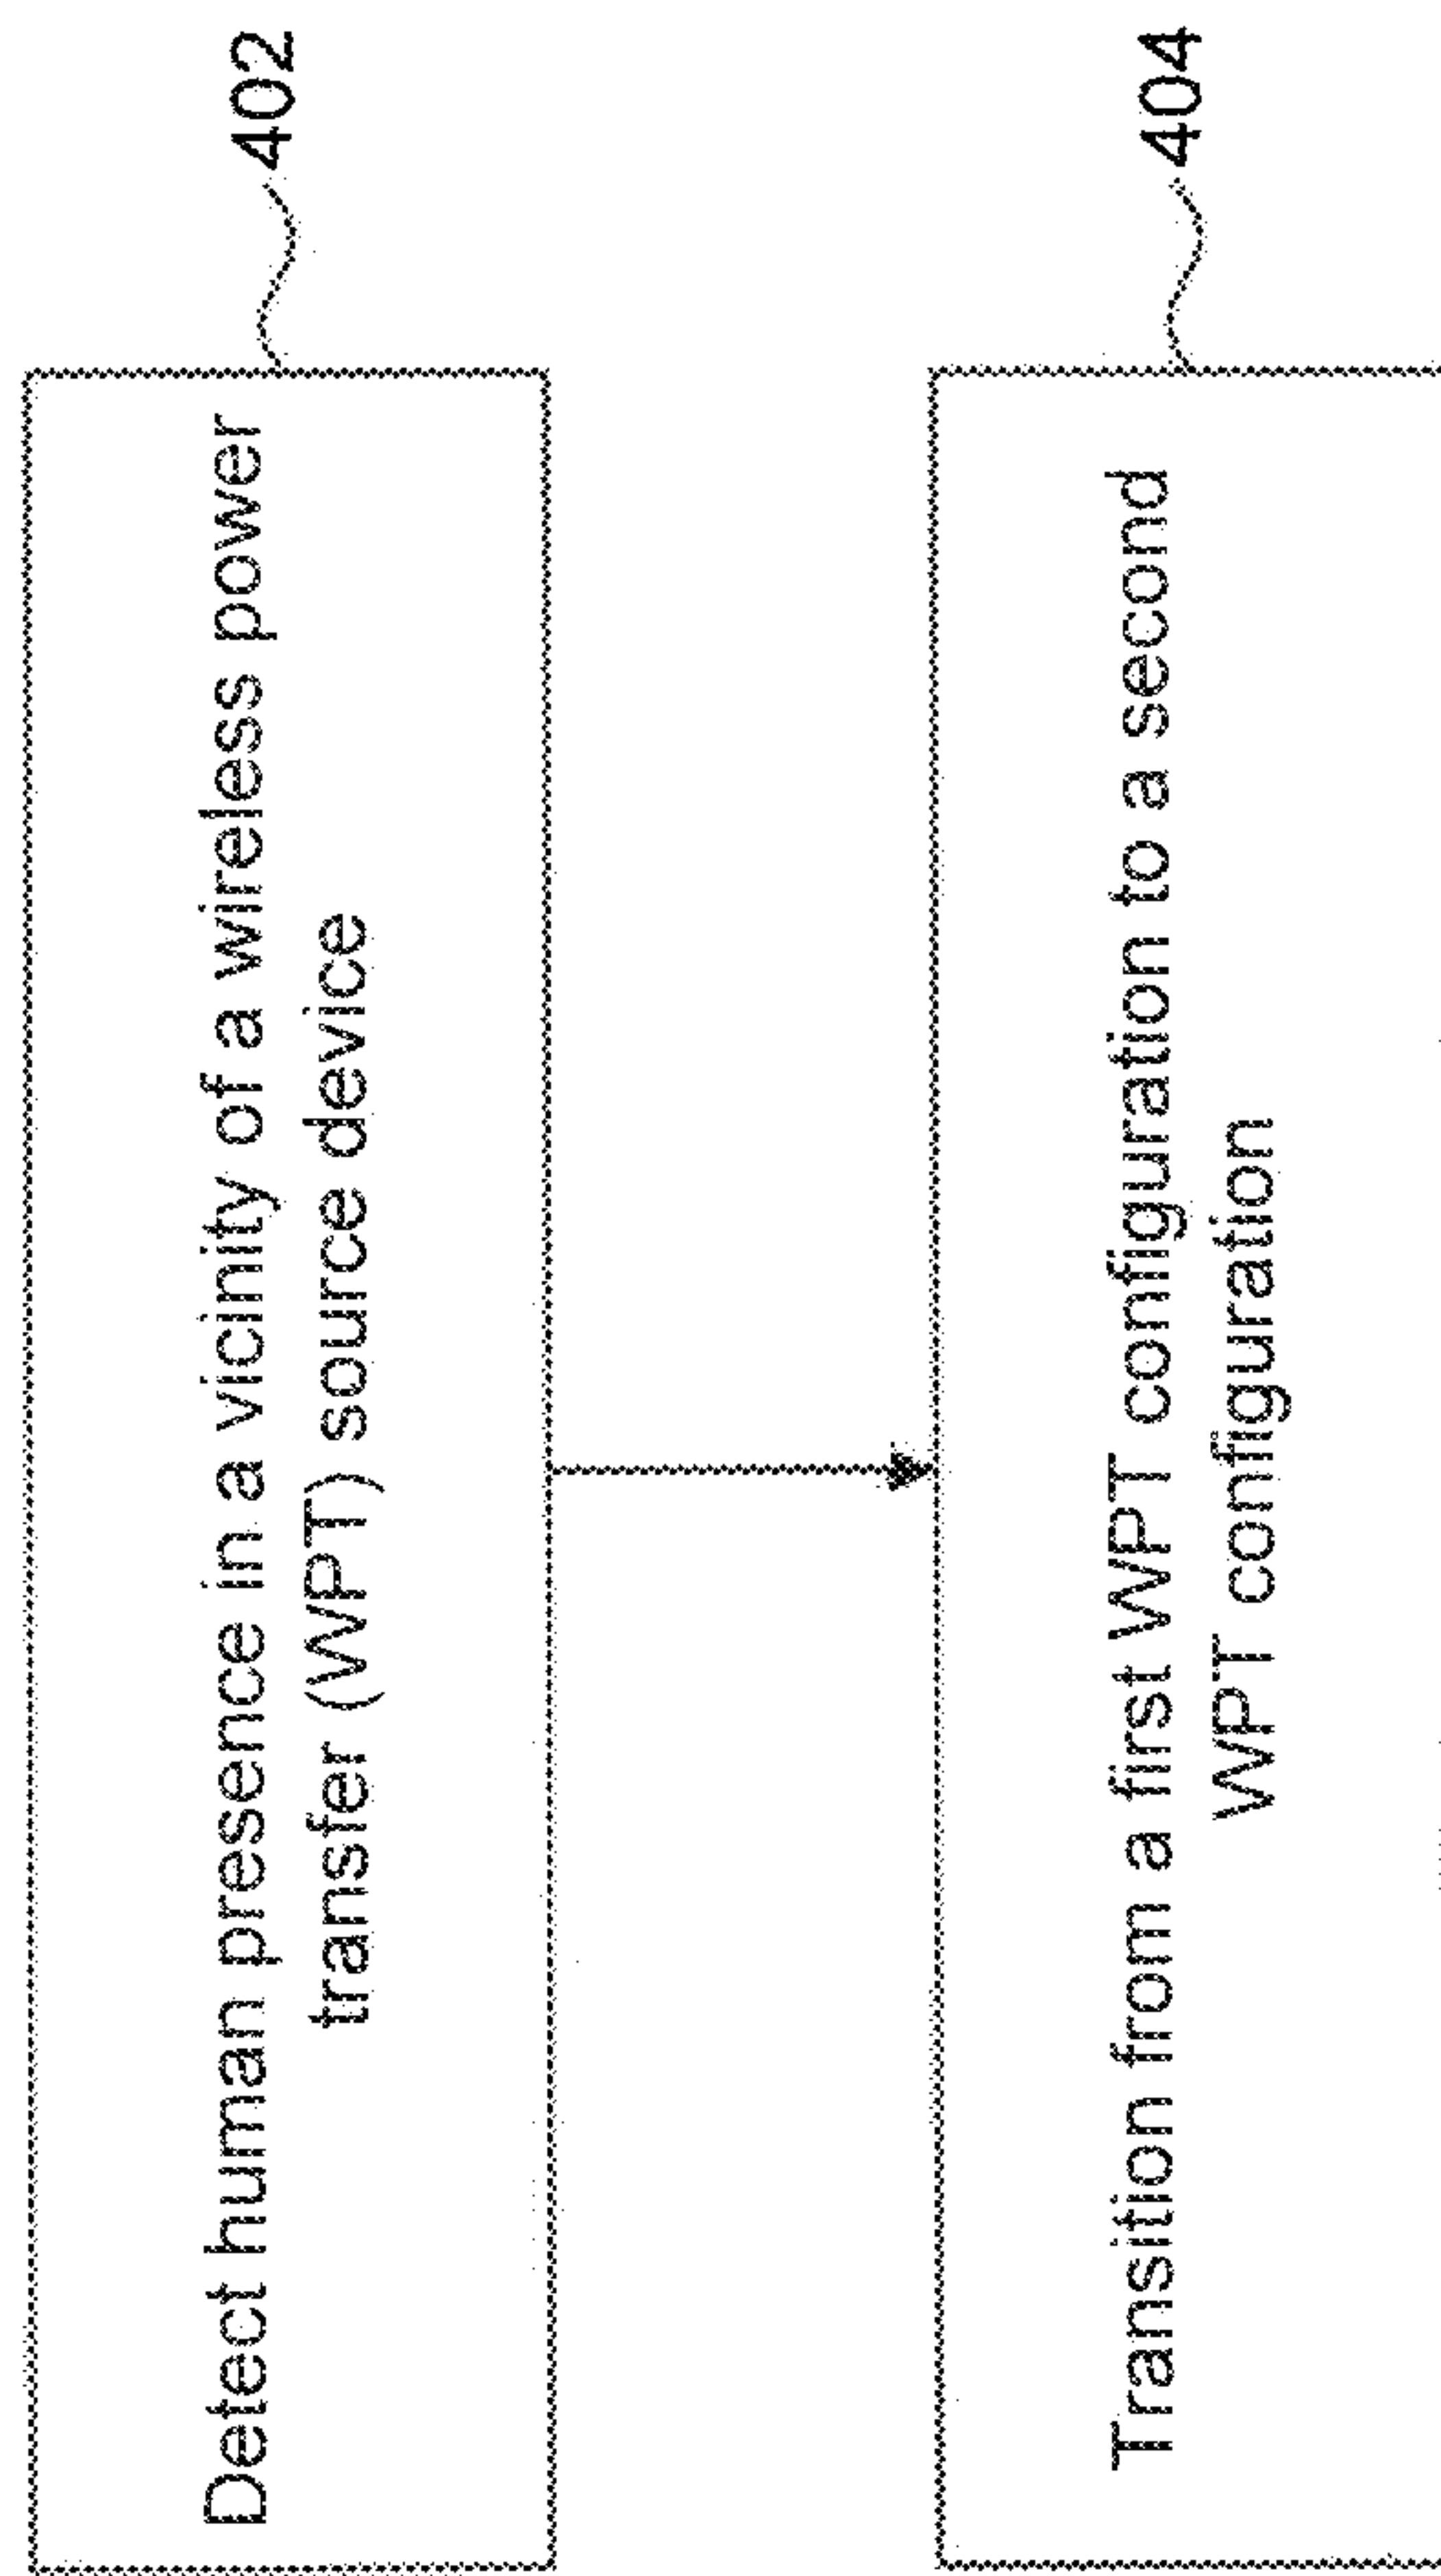 Detect human presence in a vicinity of a wireless power
transfer (WPT) source device
402
Transition from a first WPT configuration to a second
WPT configuration
404